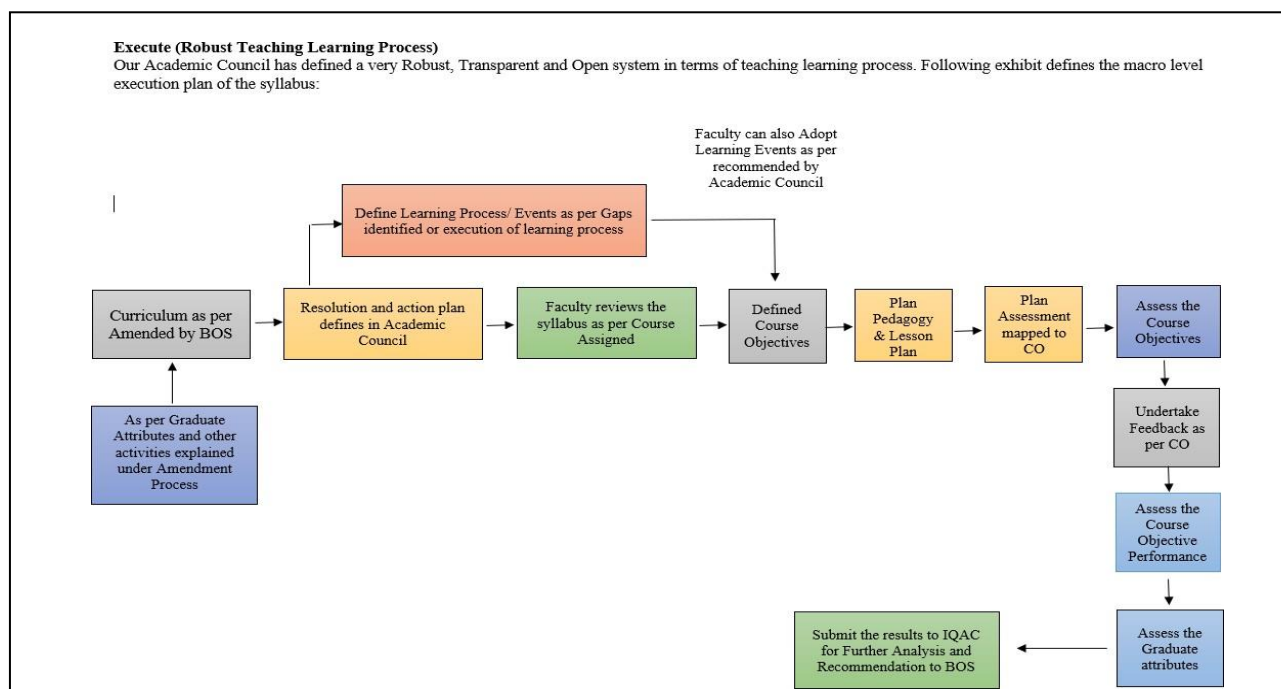 Execute (Robust Teaching Learning Process)
Our Academic Council has defined a very Robust, Transparent and Open system in terms of teaching learning process. Following exhibit defines the macro level
execution plan of the syllabus:
Faculty can also Adopt
Learning Events as per
recommended by
Academic Council
Define Learning Process/ Events as per Gaps
identified or execution of learning process
Curriculum as per
Amended by BOS
Resolution and action plan
defines in Academic
Council
Faculty reviews the
syllabus as per Course
Assigned
Defined
Course
Objectives
Plan
Pedagogy
& Lesson
Plan
Plan
Assessment
mapped to
CO
Assess the
Course
Objectives
As per Graduate
Attributes and other
activities explained
under Amendment
Process
Undertake
Feedback as
per CO
Assess the
Course
Objective
Performance
Assess the
Graduate
attributes
Submit the results to IQAC
for Further Analysis and
Recommendation to BOS